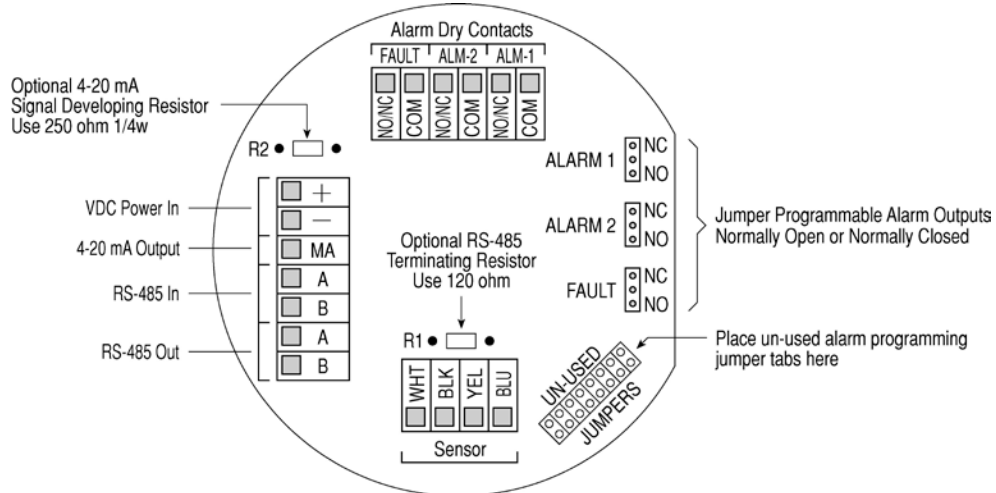 Alarm Dry Contacts
FAULT ALM-2 ALM-1
NO/NC COM NO/NC COM NO/NC COM
Optional 4-20 mA
Signal Developing Resistor
Use 250 ohm 1/4w
R2
VDC Power In
+
−
4-20 mA Output
MA
RS-485 In
A
B
RS-485 Out
A
B
Optional RS-485
Terminating Resistor
Use 120 ohm
R1
WHT BLK YEL BLU
Sensor
ALARM 1
NC
NO
ALARM 2
NC
NO
FAULT
NC
NO
Jumper Programmable Alarm Outputs
Normally Open or Normally Closed
Place un-used alarm programming
jumper tabs here
UN-USED
JUMPERS